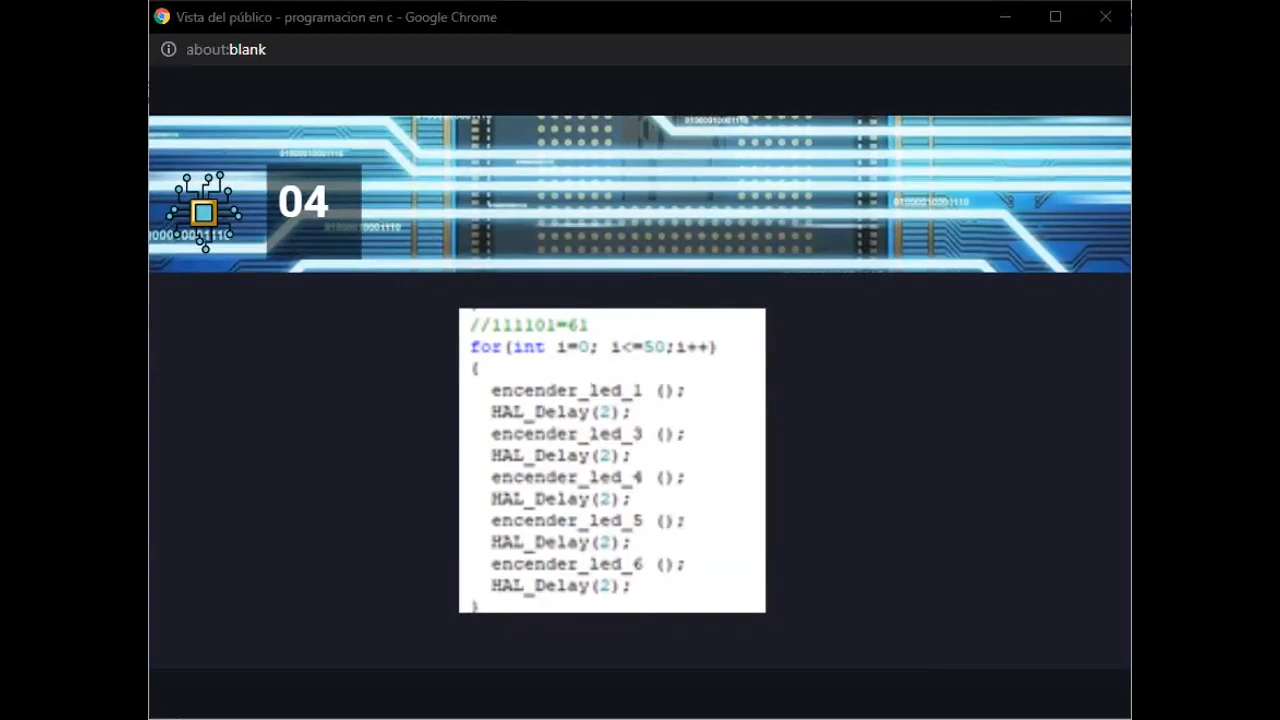 Vista del público - programacion en c - Google Chrome
about:blank
04
//111101=61
for(int i=0; i<=50;i++)
{
encender_led_1 ();
HAL_Delay(2);
encender_led_3 ();
HAL_Delay(2);
encender_led_4 ();
HAL_Delay(2);
encender_led_5 ();
HAL_Delay(2);
encender_led_6 ();
HAL_Delay(2);
}